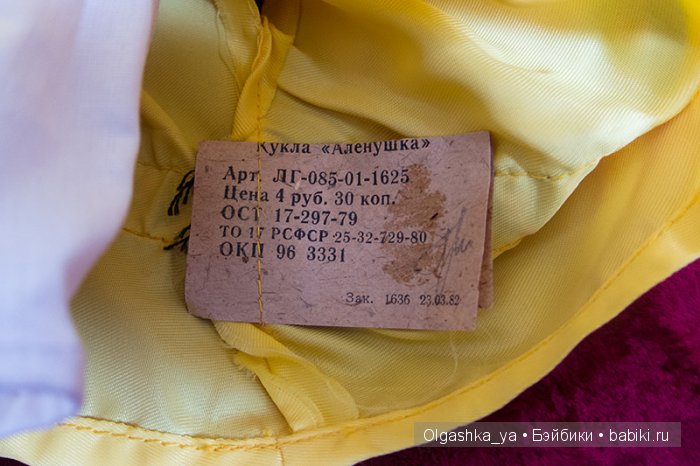 Кукла «Аленушка»
Арт. ЛГ-085-01-1625
Цена 4 руб. 30 коп.
ОСТ 17-297-79
ТО 17 РСФСР 25-32-729-80
ОКП 96 3331
Зак. 1636 23.03.82
Olgashka_ya • Бэйбики • babiki.ru